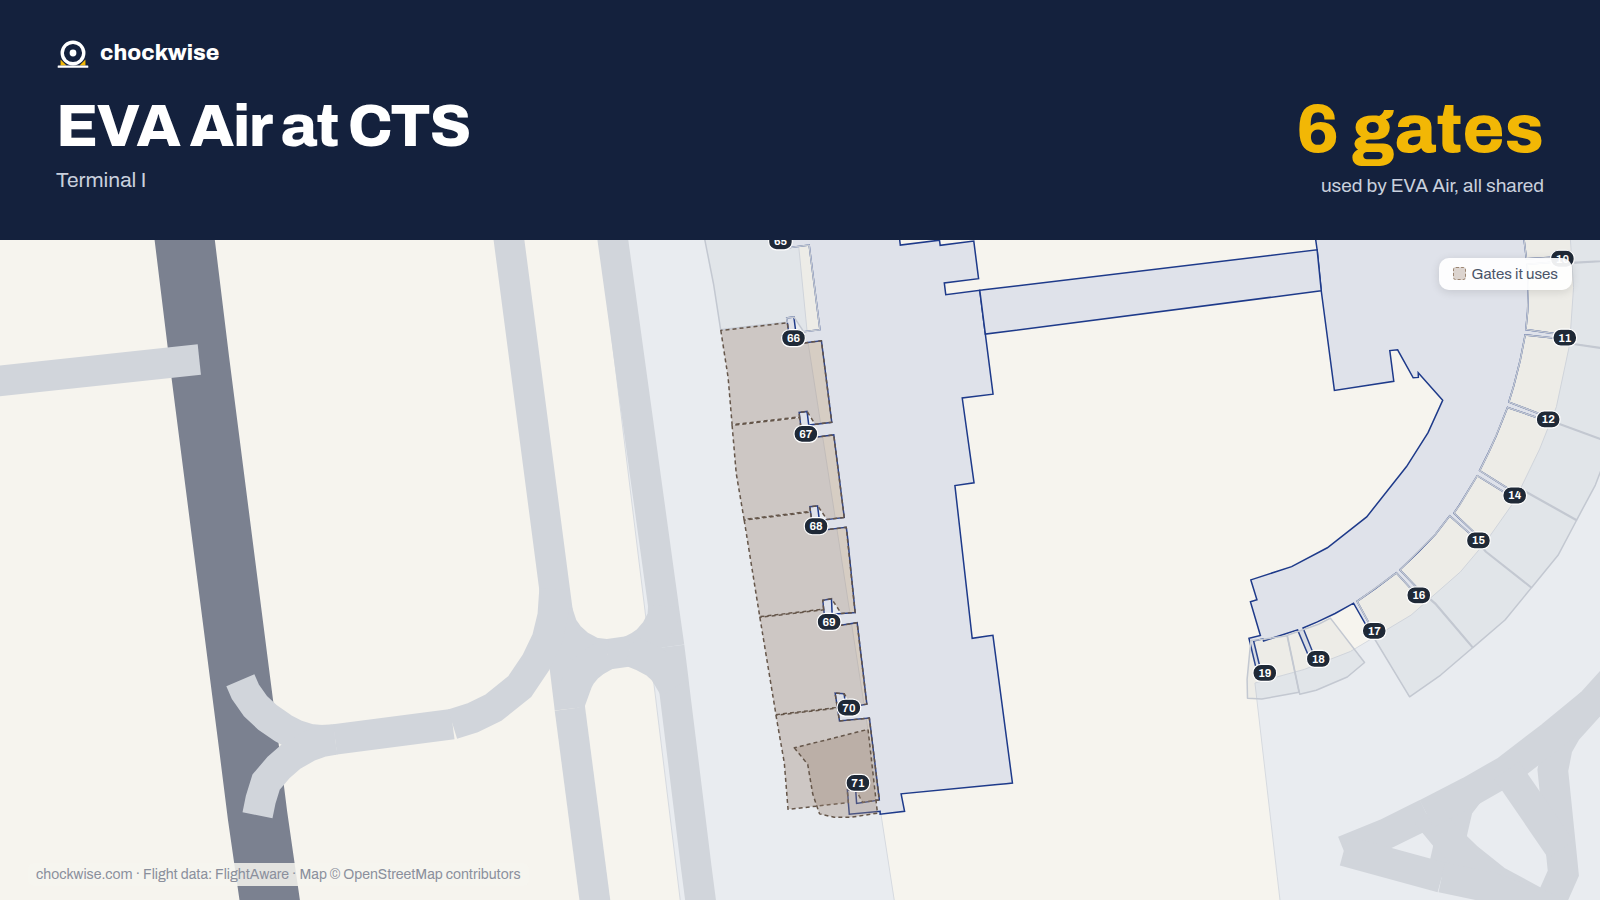 chockwise
EVA Air at CTS
Terminal I
6 gates
used by EVA Air, all shared
65
10
Gates it uses
66
11
67
12
68
14
15
69
16
17
18
19
70
71
chockwise.com · Flight data: FlightAware · Map © OpenStreetMap contributors